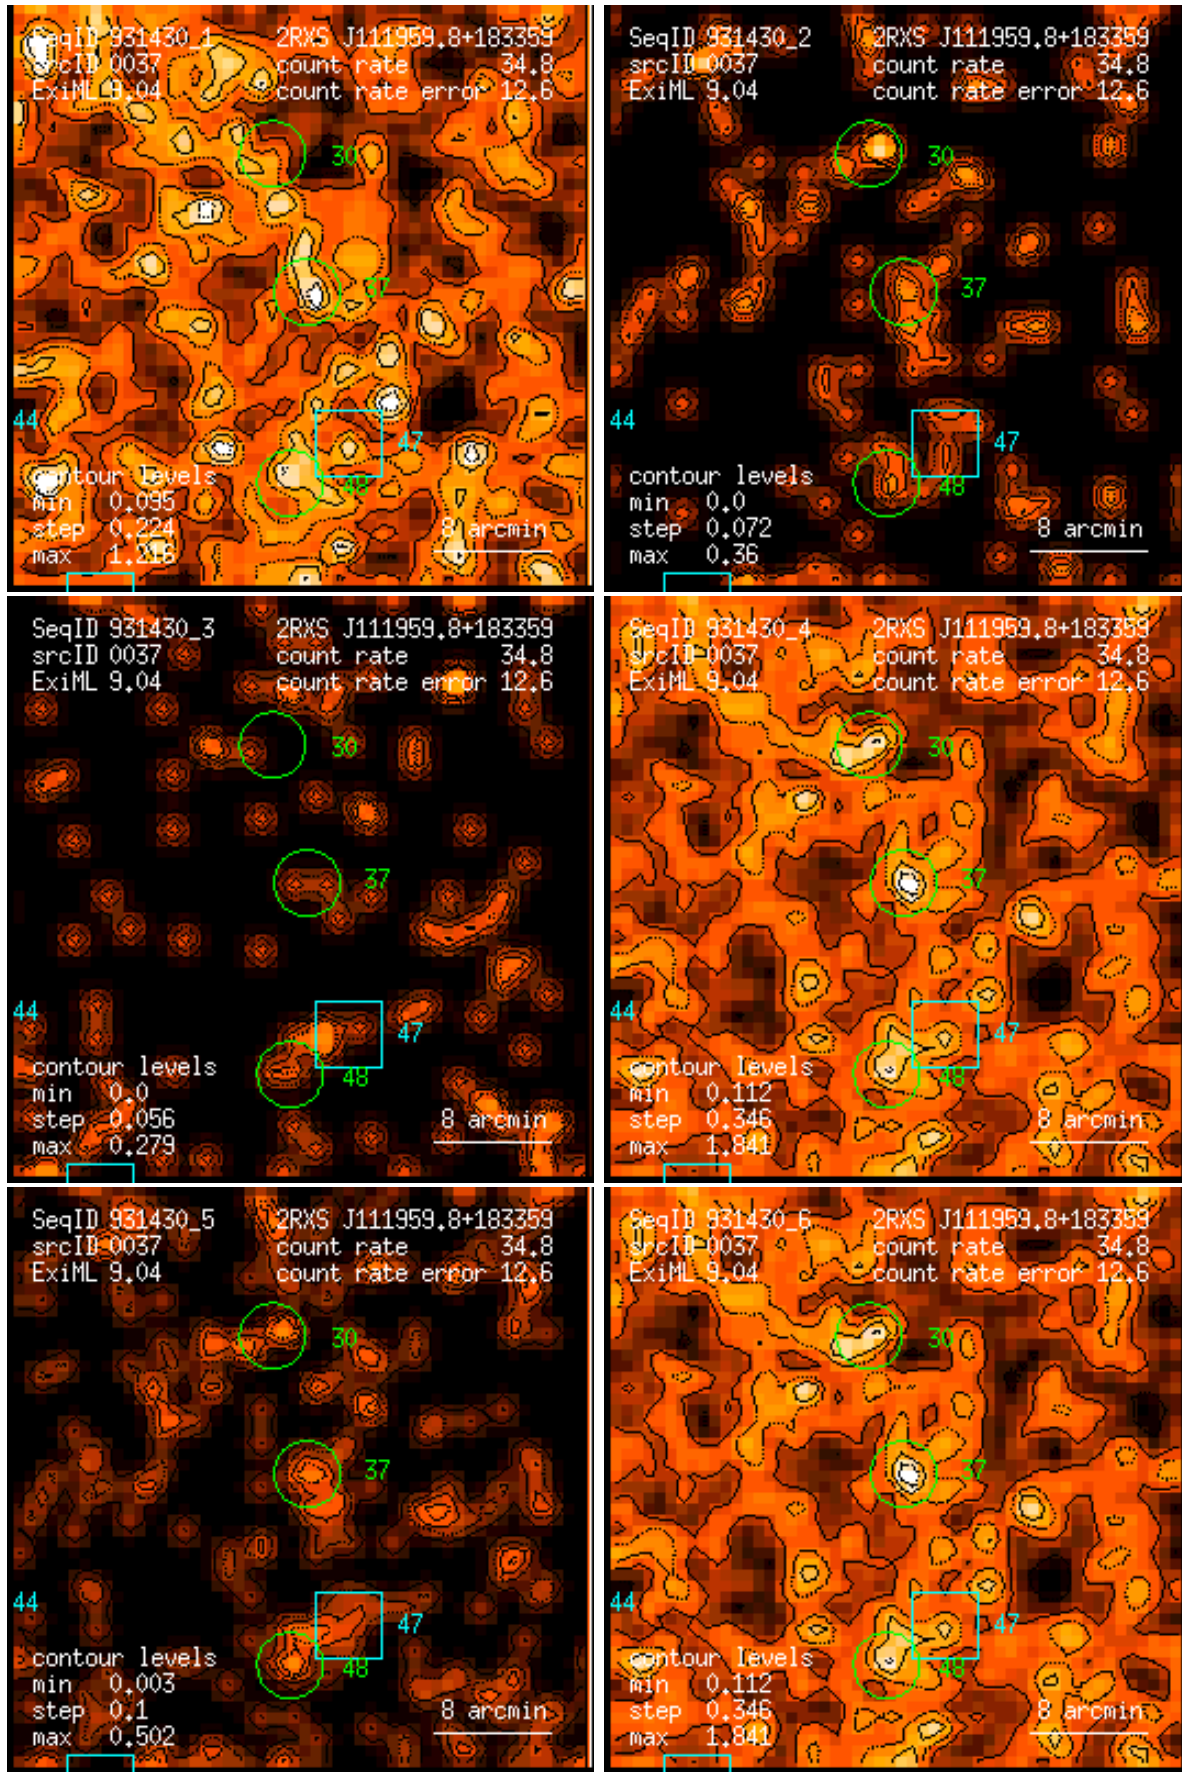 SeqID 931430_1 2RXS J111959.8+183359
srcID 0037 count rate 34.8
ExiML 9.04 count rate error 12.6
30
37
44
47
48
contour levels
min 0.095
step 0.224
max 1.216
8 arcmin
SeqID 931430_2 2RXS J111959.8+183359
srcID 0037 count rate 34.8
ExiML 9.04 count rate error 12.6
30
37
44
47
48
contour levels
min 0.0
step 0.072
max 0.36
8 arcmin
SeqID 931430_3 2RXS J111959.8+183359
srcID 0037 count rate 34.8
ExiML 9.04 count rate error 12.6
30
37
44
47
48
contour levels
min 0.0
step 0.056
max 0.279
8 arcmin
SeqID 931430_4 2RXS J111959.8+183359
srcID 0037 count rate 34.8
ExiML 9.04 count rate error 12.6
30
37
44
47
48
contour levels
min 0.112
step 0.346
max 1.841
8 arcmin
SeqID 931430_5 2RXS J111959.8+183359
srcID 0037 count rate 34.8
ExiML 9.04 count rate error 12.6
30
37
44
47
48
contour levels
min 0.003
step 0.1
max 0.502
8 arcmin
SeqID 931430_6 2RXS J111959.8+183359
srcID 0037 count rate 34.8
ExiML 9.04 count rate error 12.6
30
37
44
47
48
contour levels
min 0.112
step 0.346
max 1.841
8 arcmin